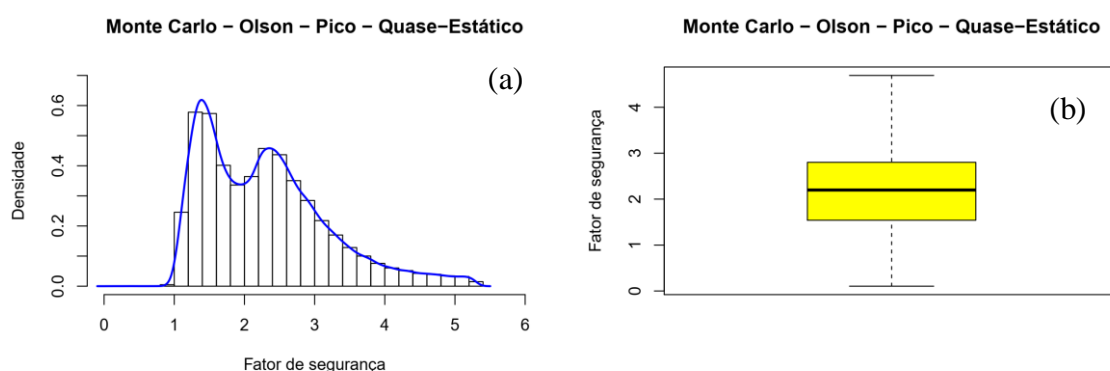 Monte Carlo − Olson − Pico − Quase−Estático
(a)
Densidade
0.0 0.2 0.4 0.6
0 1 2 3 4 5 6
Fator de segurança
Monte Carlo − Olson − Pico − Quase−Estático
(b)
Fator de segurança
0 1 2 3 4